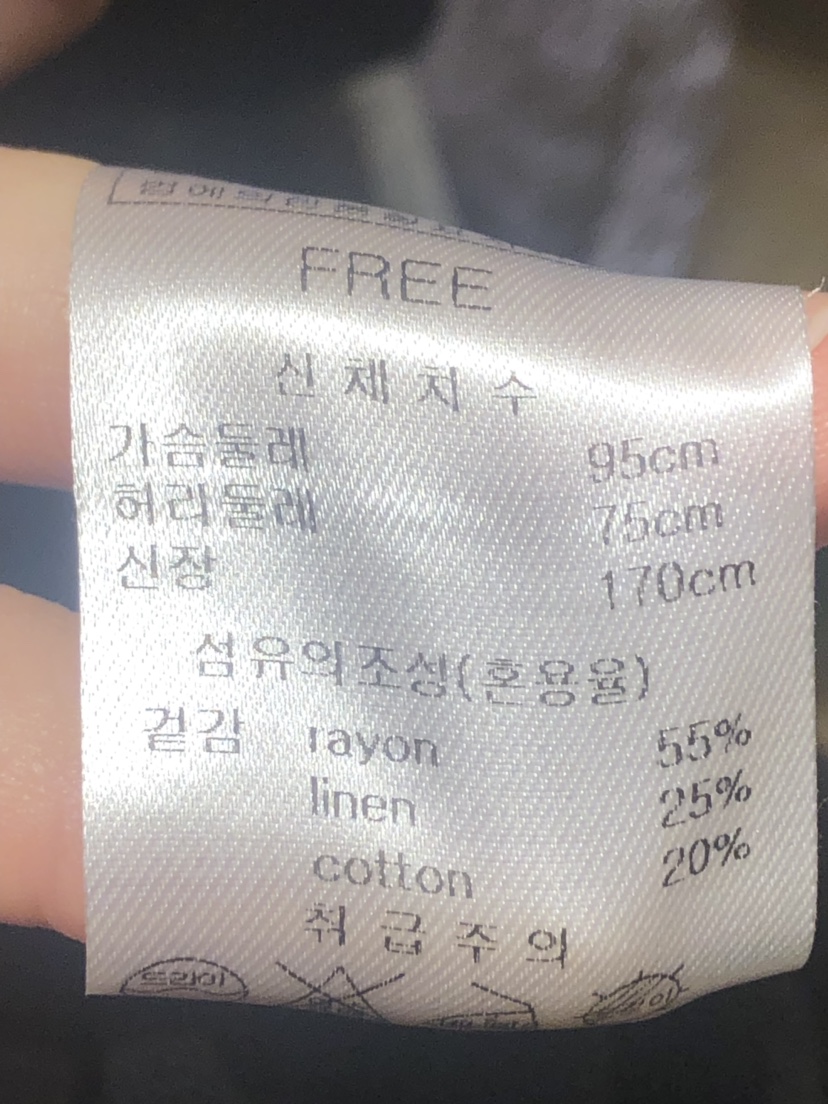 FREE
신체치수
가슴둘레 95cm
허리둘레 75cm
신장 170cm
섬유의조성(혼용율)
겉감 rayon 55%
linen 25%
cotton 20%
취급주의
드라이